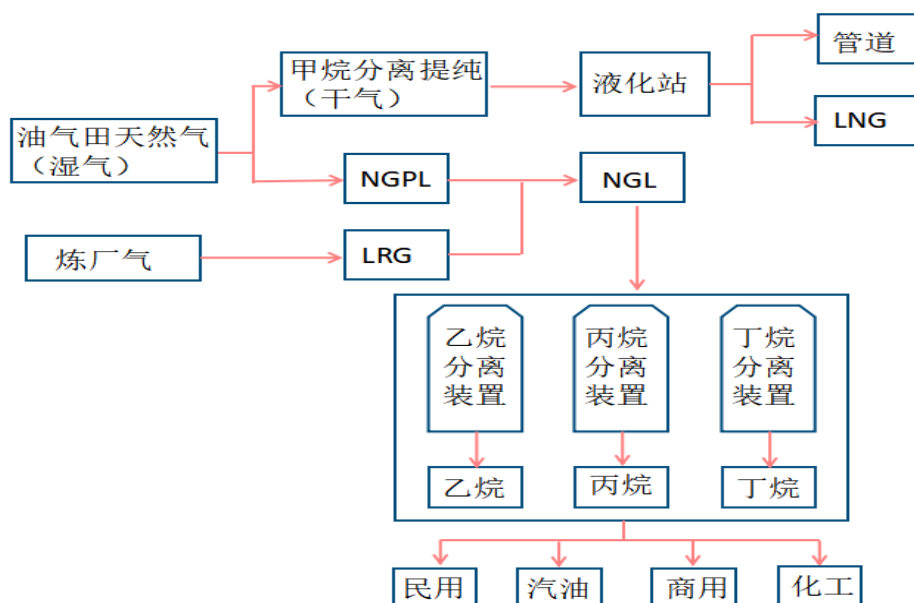 甲烷分离提纯
（干气）
液化站
管道
LNG
油气田天然气
（湿气）
NGPL
NGL
炼厂气
LRG
乙烷
分离
装置
丙烷
分离
装置
丁烷
分离
装置
乙烷
丙烷
丁烷
民用
汽油
商用
化工